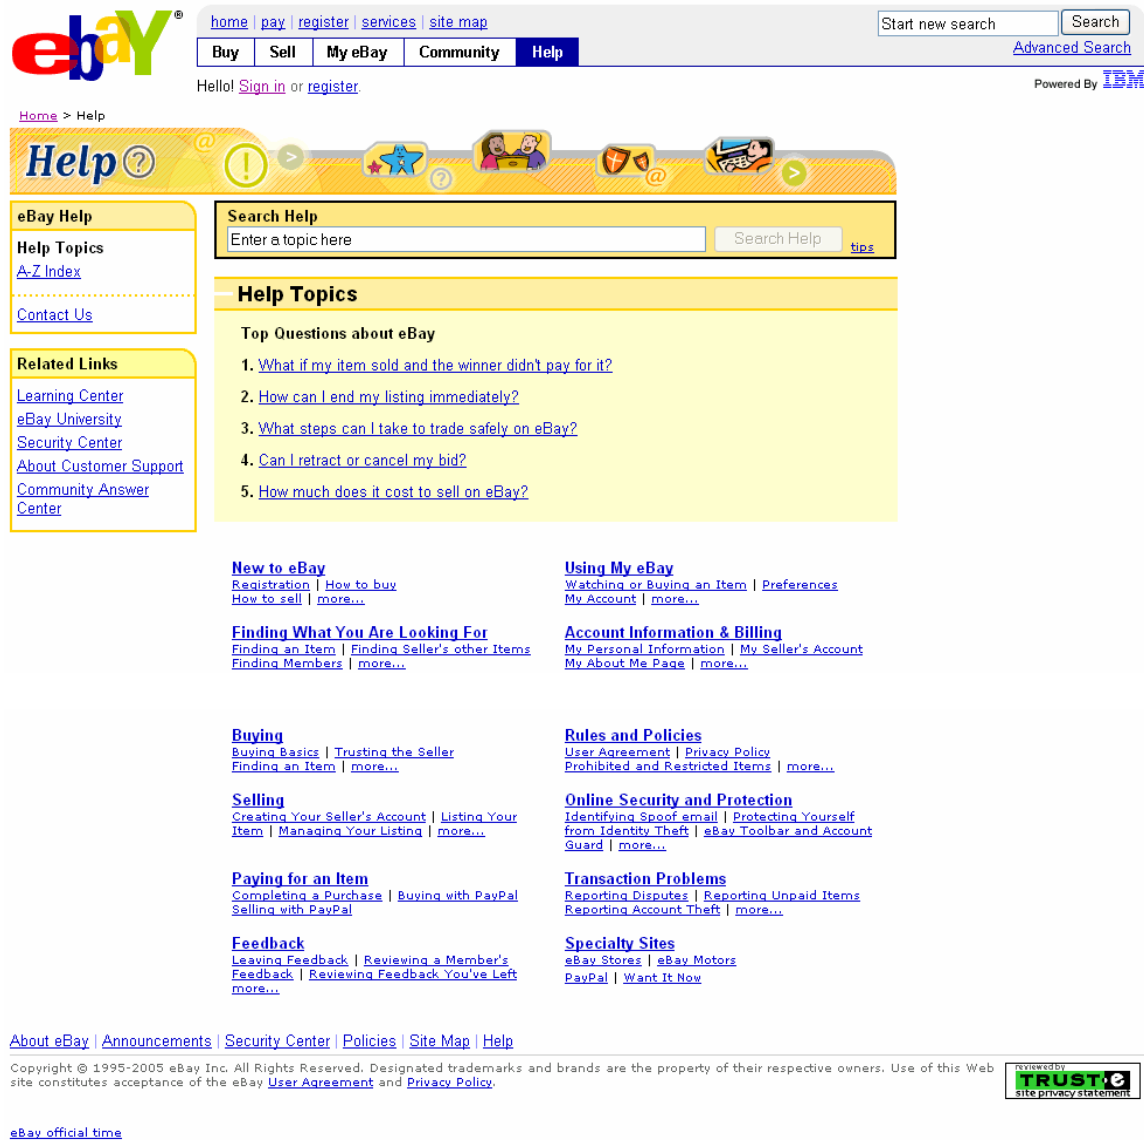 ebay®
home | pay | register | services | site map
Start new search Search
Buy Sell My eBay Community Help
Advanced Search
Hello! Sign in or register.
Powered By IBM
Home > Help
Help ?
eBay Help
Help Topics
A-Z Index
Contact Us
Related Links
Learning Center
eBay University
Security Center
About Customer Support
Community Answer
Center
Search Help
Enter a topic here Search Help tips
Help Topics
Top Questions about eBay
1. What if my item sold and the winner didn't pay for it?
2. How can I end my listing immediately?
3. What steps can I take to trade safely on eBay?
4. Can I retract or cancel my bid?
5. How much does it cost to sell on eBay?
New to eBay
Registration | How to buy
How to sell | more...
Using My eBay
Watching or Buying an Item | Preferences
My Account | more...
Finding What You Are Looking For
Finding an Item | Finding Seller's other Items
Finding Members | more...
Account Information & Billing
My Personal Information | My Seller's Account
My About Me Page | more...
Buying
Buying Basics | Trusting the Seller
Finding an Item | more...
Rules and Policies
User Agreement | Privacy Policy
Prohibited and Restricted Items | more...
Selling
Creating Your Seller's Account | Listing Your
Item | Managing Your Listing | more...
Online Security and Protection
Identifying Spoof email | Protecting Yourself
from Identity Theft | eBay Toolbar and Account
Guard | more...
Paying for an Item
Completing a Purchase | Buying with PayPal
Selling with PayPal
Transaction Problems
Reporting Disputes | Reporting Unpaid Items
Reporting Account Theft | more...
Feedback
Leaving Feedback | Reviewing a Member's
Feedback | Reviewing Feedback You've Left
more...
Specialty Sites
eBay Stores | eBay Motors
PayPal | Want It Now
About eBay | Announcements | Security Center | Policies | Site Map | Help
Copyright © 1995-2005 eBay Inc. All Rights Reserved. Designated trademarks and brands are the property of their respective owners. Use of this Web
site constitutes acceptance of the eBay User Agreement and Privacy Policy.
reviewed by
TRUST·e
site privacy statement
eBay official time